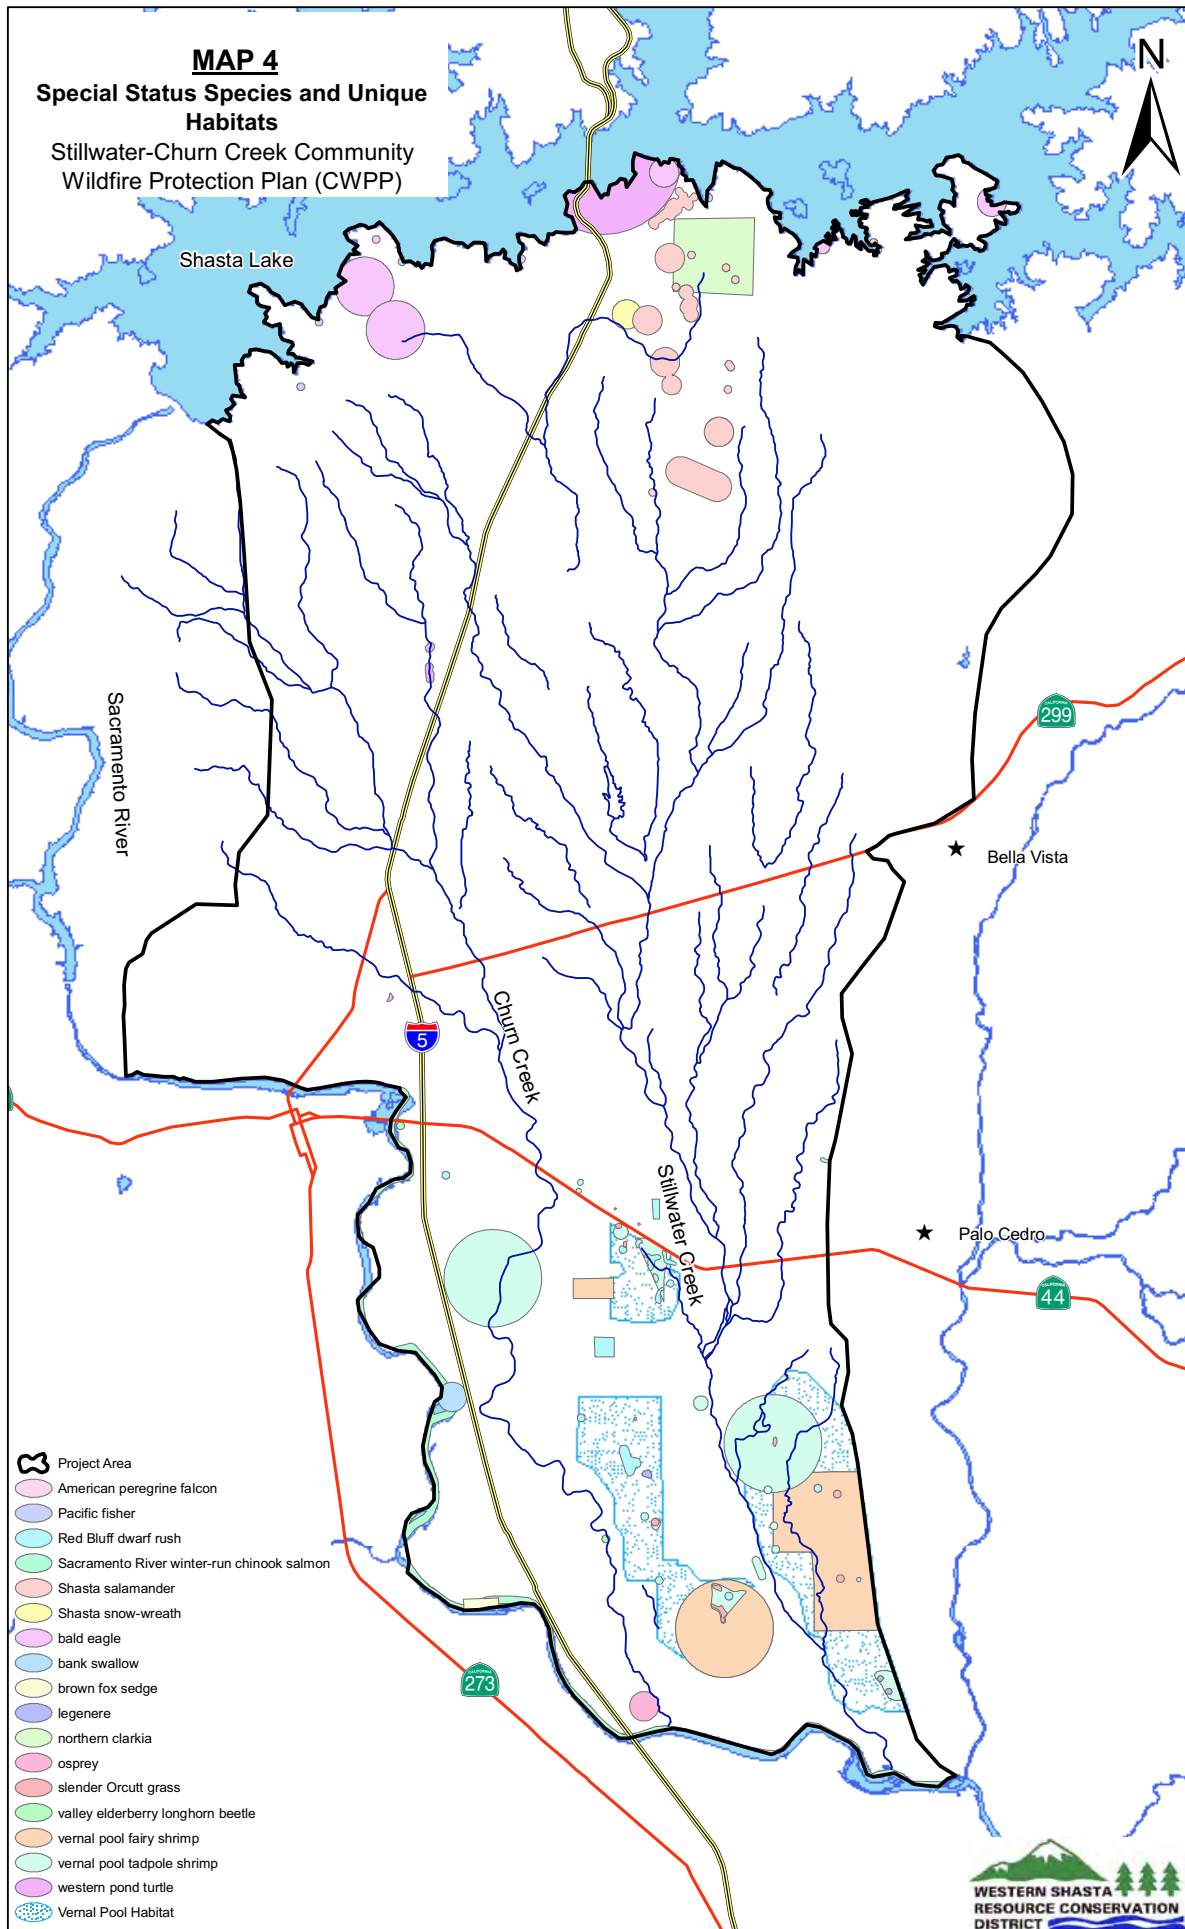 MAP 4
Special Status Species and Unique
Habitats
Stillwater-Churn Creek Community
Wildfire Protection Plan (CWPP)
N
Shasta Lake
Sacramento River
CALIFORNIA
299
Bella Vista
Churn Creek
5
Stillwater Creek
Palo Cedro
CALIFORNIA
44
CALIFORNIA
273
Project Area
American peregrine falcon
Pacific fisher
Red Bluff dwarf rush
Sacramento River winter-run chinook salmon
Shasta salamander
Shasta snow-wreath
bald eagle
bank swallow
brown fox sedge
legenere
northern clarkia
osprey
slender Orcutt grass
valley elderberry longhorn beetle
vernal pool fairy shrimp
vernal pool tadpole shrimp
western pond turtle
Vernal Pool Habitat
WESTERN SHASTA
RESOURCE CONSERVATION
DISTRICT